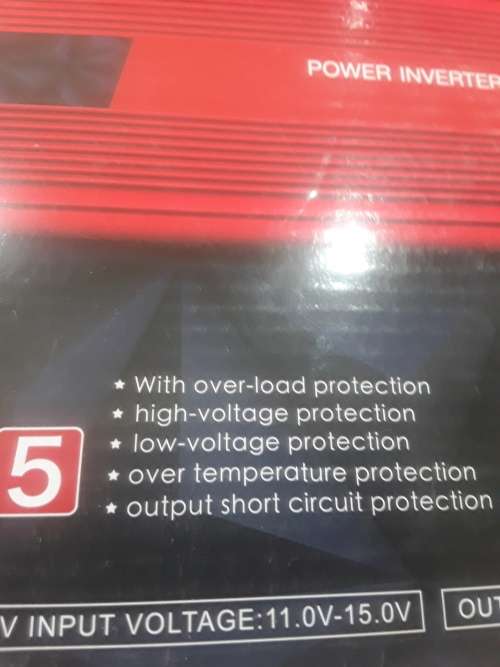 POWER INVERTER
★ With over-load protection
★ high-voltage protection
5
★ low-voltage protection
★ over temperature protection
★ output short circuit protection
V INPUT VOLTAGE:11.0V-15.0V
OUT